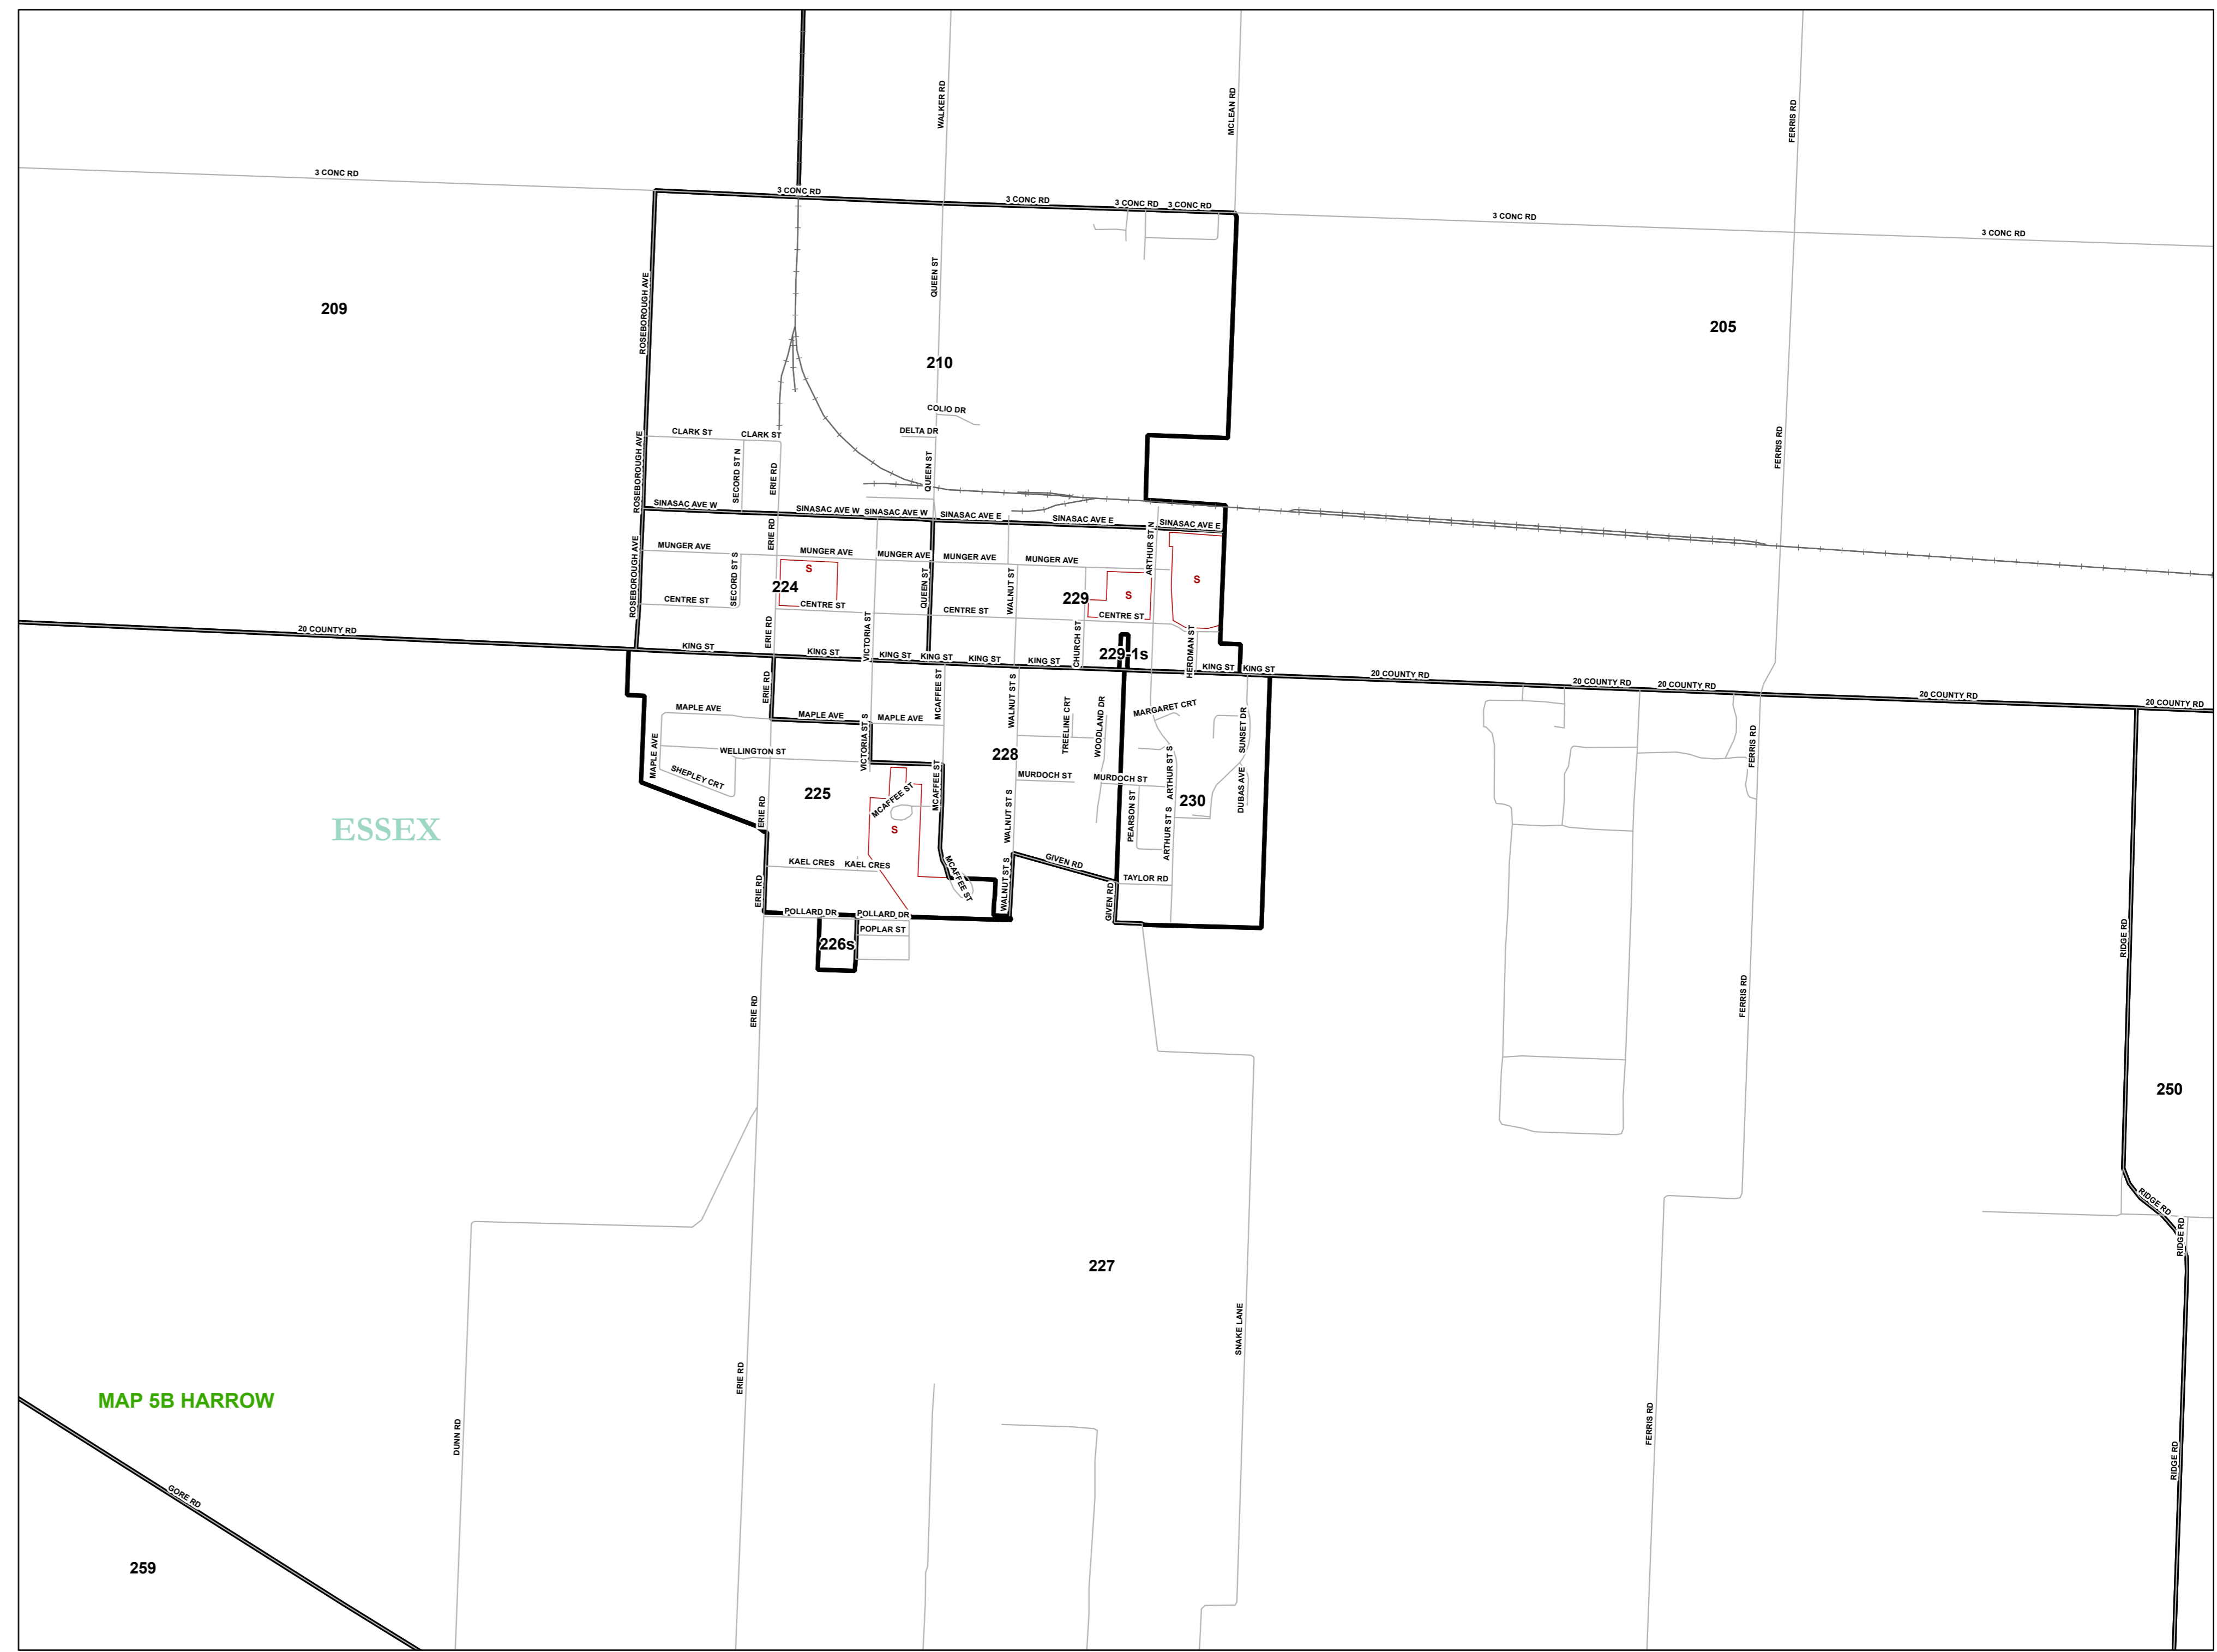 WALKER RD
MCLEAN RD
FERRIS RD
3 CONC RD
3 CONC RD
3 CONC RD
3 CONC RD
3 CONC RD
3 CONC RD
3 CONC RD
ROSEBOROUGH AVE
QUEEN ST
209
205
210
COLIO DR
DELTA DR
CLARK ST
CLARK ST
FERRIS RD
ROSEBOROUGH AVE
SECORD ST N
ERIE RD
QUEEN ST
SINASAC AVE W
SINASAC AVE W
SINASAC AVE W
SINASAC AVE E
SINASAC AVE E
SINASAC AVE E
ERIE RD
ARTHUR ST N
MUNGER AVE
MUNGER AVE
MUNGER AVE
MUNGER AVE
MUNGER AVE
ROSEBOROUGH AVE
SECORD ST S
S
224
QUEEN ST
WALNUT ST
229
S
S
CENTRE ST
CENTRE ST
CENTRE ST
CENTRE ST
20 COUNTY RD
ERIE RD
VICTORIA ST
CHURCH ST
HERDMAN ST
229-1s
KING ST
KING ST
KING ST
KING ST
KING ST
KING ST
KING ST
KING ST
20 COUNTY RD
20 COUNTY RD
20 COUNTY RD
20 COUNTY RD
20 COUNTY RD
ERIE RD
MCAFFEE ST
WALNUT ST S
TREELINE CRT
WOODLAND DR
MARGARET CRT
SUNSET DR
MAPLE AVE
MAPLE AVE
MAPLE AVE
MAPLE AVE
WELLINGTON ST
VICTORIA ST S
228
FERRIS RD
SHEPLEY CRT
MCAFFEE ST
MURDOCH ST
MURDOCH ST
ARTHUR ST S
DUBAS AVE
225
MCAFFEE ST
230
ESSEX
ERIE RD
S
WALNUT ST S
PEARSON ST
ARTHUR ST S
KAEL CRES
KAEL CRES
GIVEN RD
MCAFFEE ST
WALNUT ST S
TAYLOR RD
ERIE RD
GIVEN RD
POLLARD DR
POLLARD DR
POPLAR ST
226s
RIDGE RD
ERIE RD
FERRIS RD
250
RIDGE RD
RIDGE RD
227
SNAKE LANE
ERIE RD
MAP 5B HARROW
DUNN RD
FERRIS RD
RIDGE RD
GORE RD
259